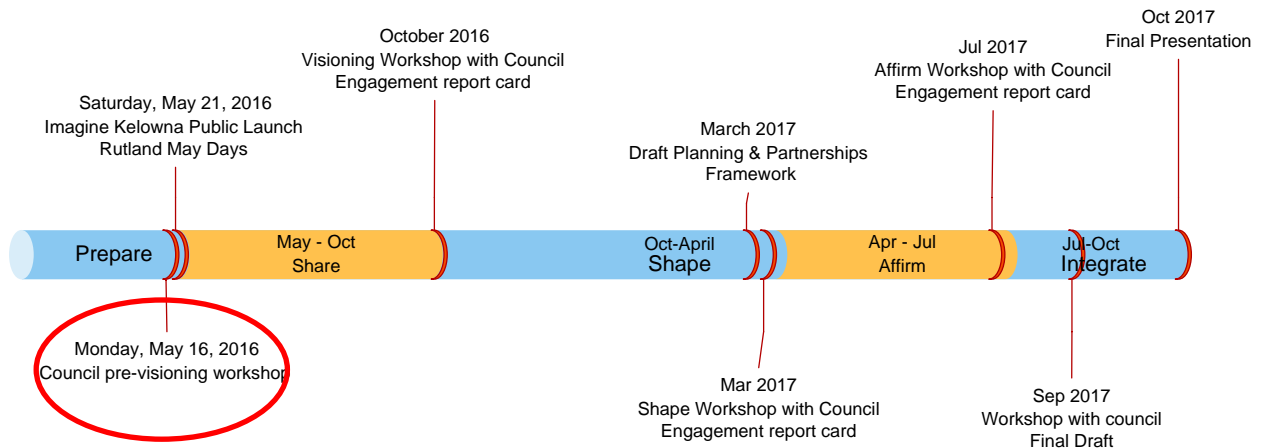 Oct 2017
Final Presentation
October 2016
Visioning Workshop with Council
Engagement report card
Jul 2017
Affirm Workshop with Council
Engagement report card
Saturday, May 21, 2016
Imagine Kelowna Public Launch
Rutland May Days
March 2017
Draft Planning & Partnerships
Framework
Prepare
May - Oct
Share
Oct-April
Shape
Apr - Jul
Affirm
Jul-Oct
Integrate
Monday, May 16, 2016
Council pre-visioning workshop
Mar 2017
Shape Workshop with Council
Engagement report card
Sep 2017
Workshop with council
Final Draft